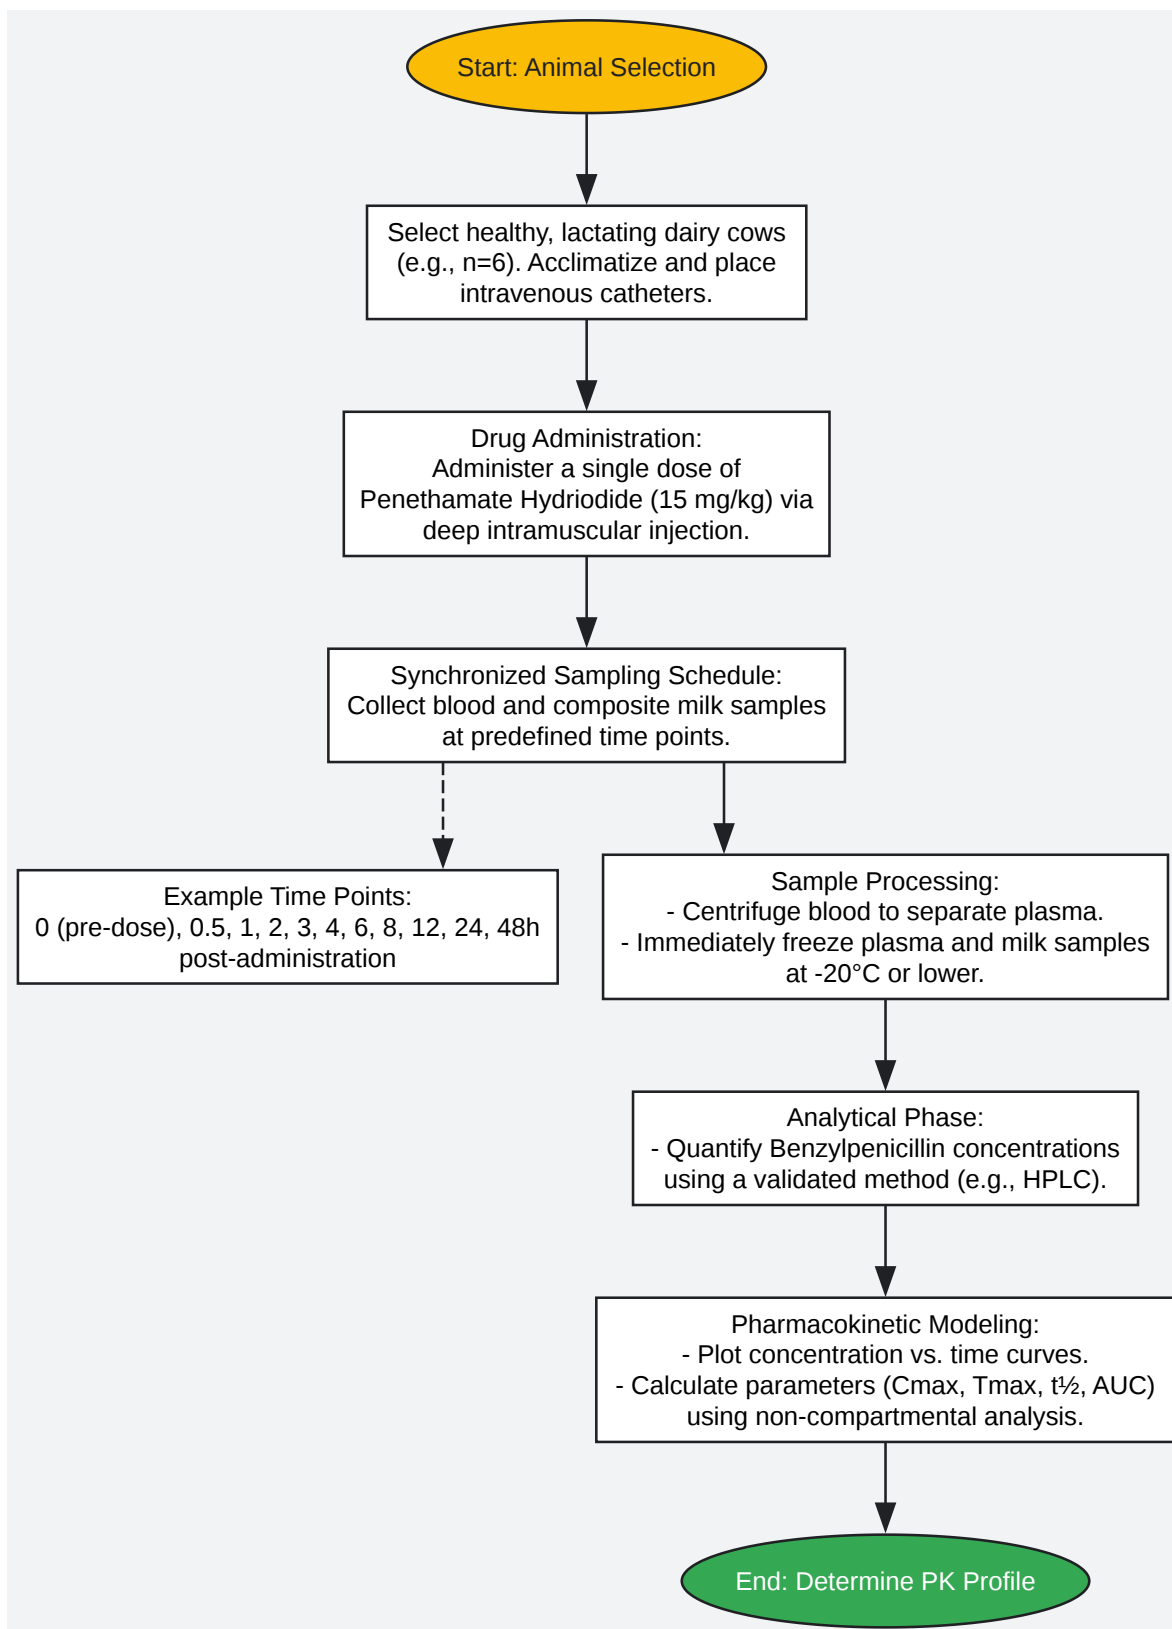 Start: Animal Selection
Select healthy, lactating dairy cows
(e.g., n=6). Acclimatize and place
intravenous catheters.
Drug Administration:
Administer a single dose of
Penethamate Hydriodide (15 mg/kg) via
deep intramuscular injection.
Synchronized Sampling Schedule:
Collect blood and composite milk samples
at predefined time points.
Example Time Points:
0 (pre-dose), 0.5, 1, 2, 3, 4, 6, 8, 12, 24, 48h
post-administration
Sample Processing:
- Centrifuge blood to separate plasma.
- Immediately freeze plasma and milk samples
at -20°C or lower.
Analytical Phase:
- Quantify Benzylpenicillin concentrations
using a validated method (e.g., HPLC).
Pharmacokinetic Modeling:
- Plot concentration vs. time curves.
- Calculate parameters (Cmax, Tmax, t½, AUC)
using non-compartmental analysis.
End: Determine PK Profile